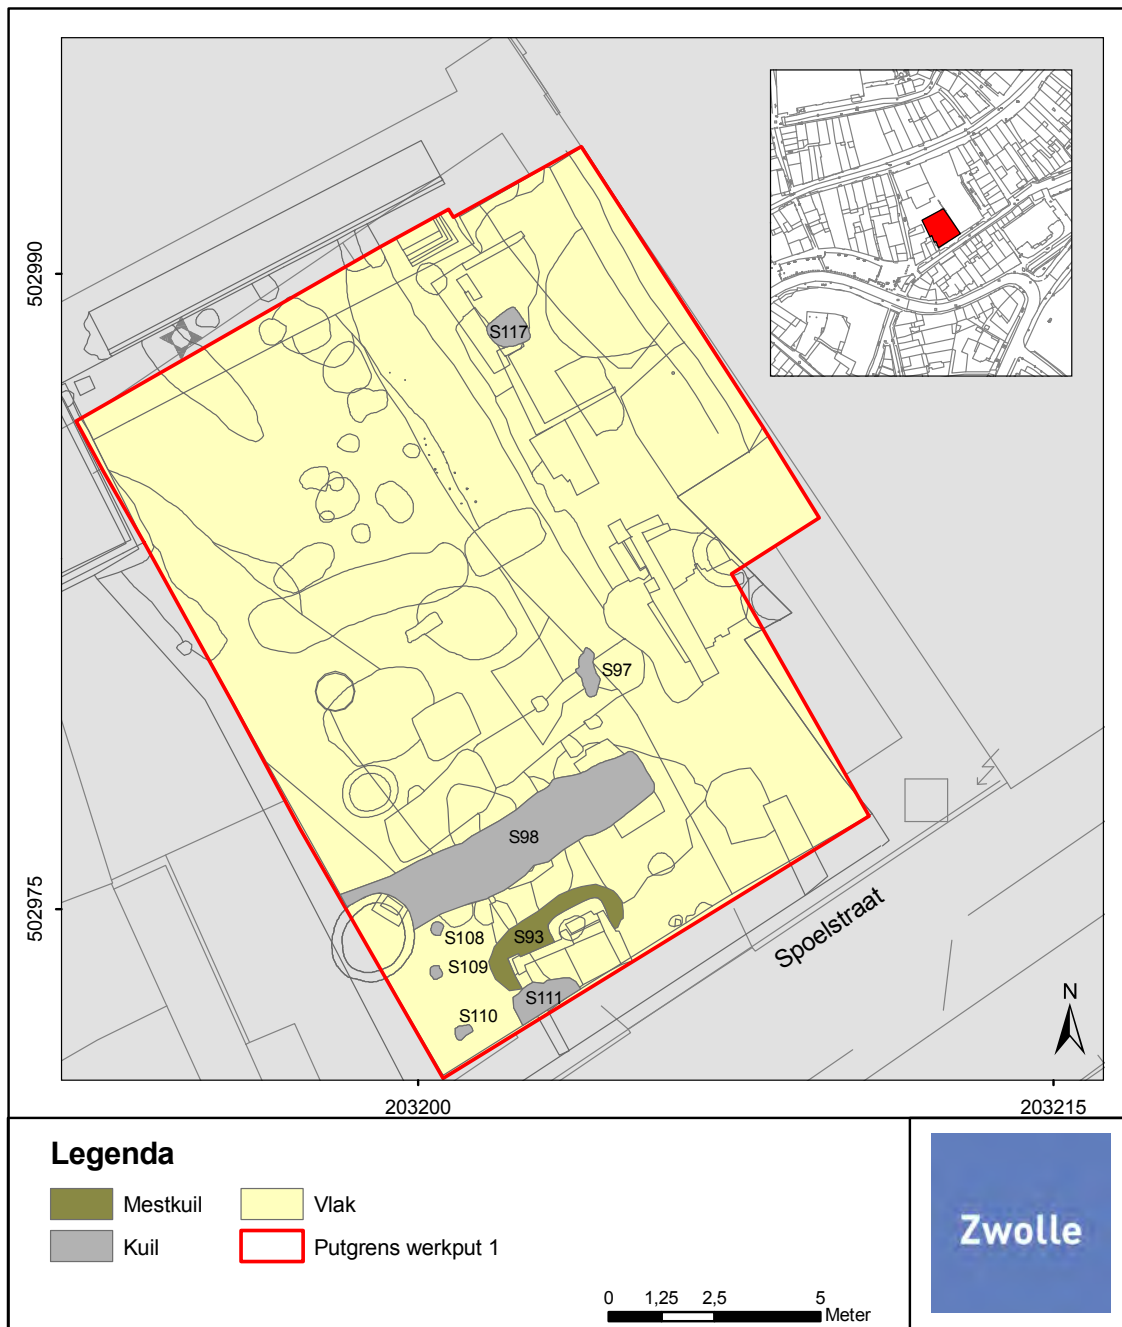 502990
S117
S97
S98
502975
S108
S93
S109
S111
S110
Spoelstraat
N
203200
203215
Legenda
Mestkuil
Vlak
Kuil
Putgrens werkput 1
0 1,25 2,5 5
Meter
Zwolle